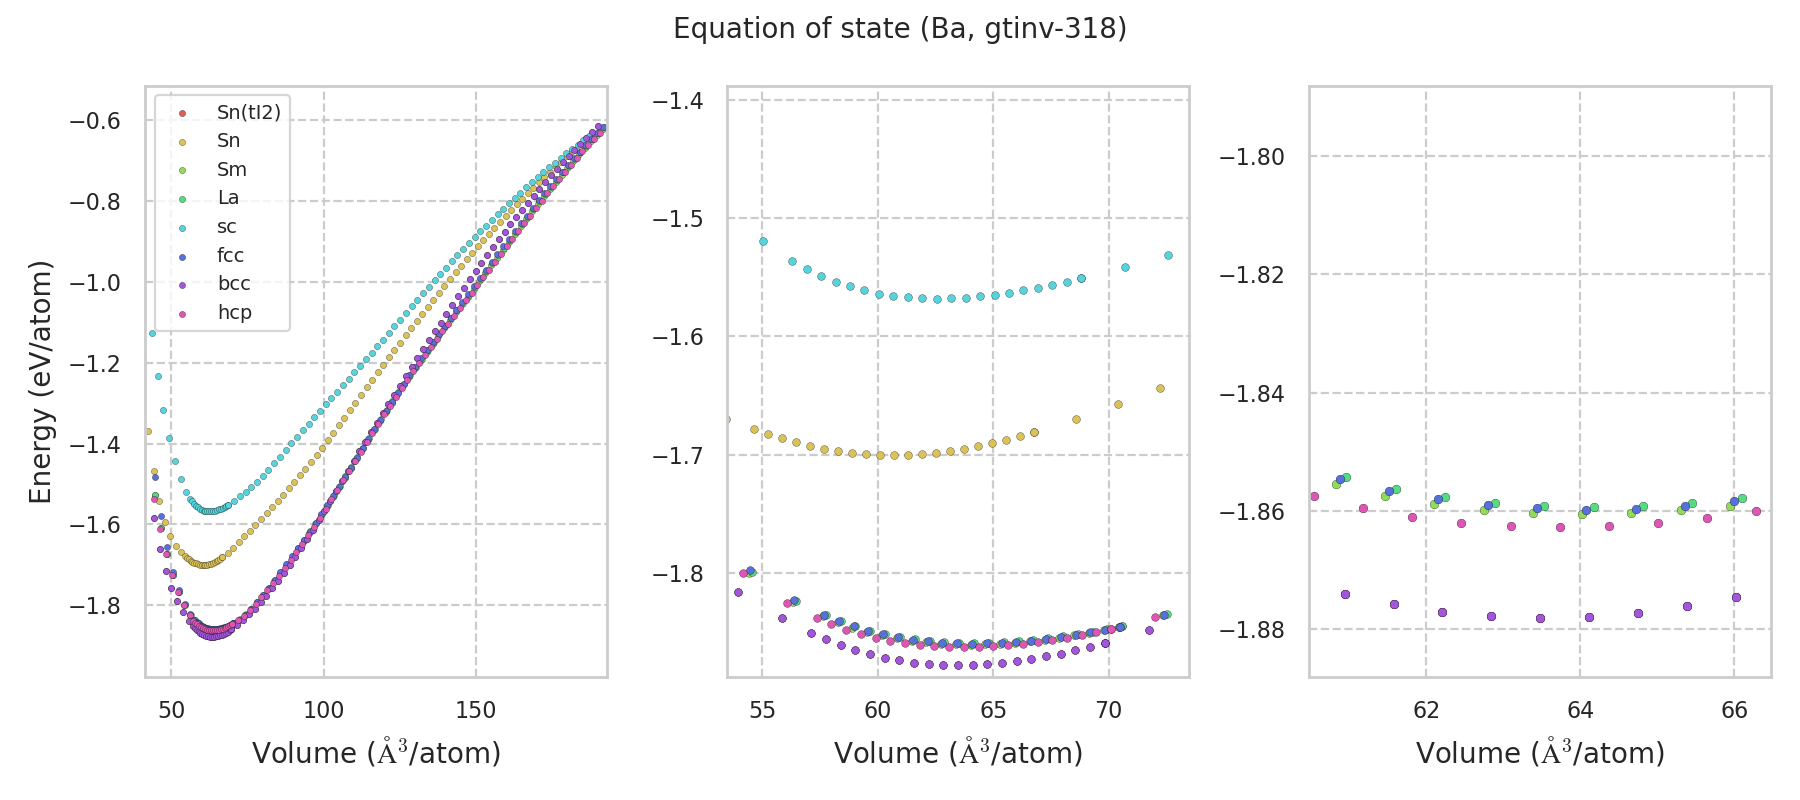 Equation of state (Ba, gtinv-318)
Energy (eV/atom)
−0.6
−0.8
−1.0
−1.2
−1.4
−1.6
−1.8
Sn(tI2)
Sn
Sm
La
sc
fcc
bcc
hcp
50 100 150
Volume (Å³/atom)
−1.4
−1.5
−1.6
−1.7
−1.8
55 60 65 70
Volume (Å³/atom)
−1.80
−1.82
−1.84
−1.86
−1.88
62 64 66
Volume (Å³/atom)